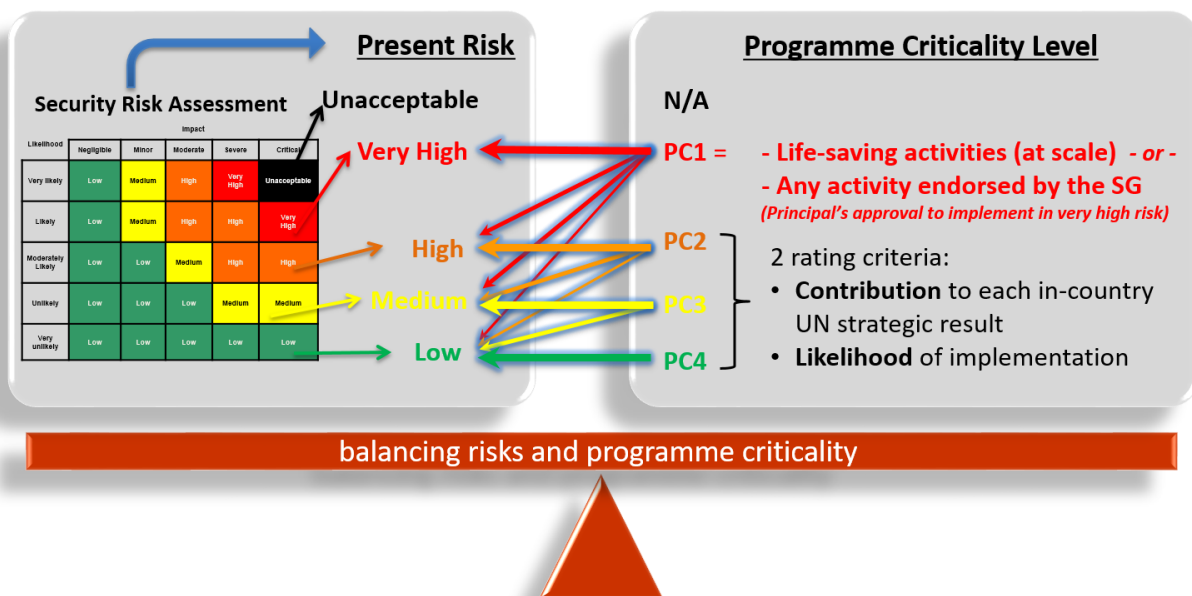 Present Risk
Security Risk Assessment
Impact
Likelihood
Negligible Minor Moderate Severe Critical
Very likely Low Medium High Very High Unacceptable
Likely Low Medium High High Very High
Moderately Likely Low Low Medium High High
Unlikely Low Low Low Medium Medium
Very unlikely Low Low Low Low Low
Unacceptable
Very High
High
Medium
Low
Programme Criticality Level
N/A
PC1 = - Life-saving activities (at scale) - or -
- Any activity endorsed by the SG
(Principal's approval to implement in very high risk)
PC2
PC3
PC4
2 rating criteria:
• Contribution to each in-country
UN strategic result
• Likelihood of implementation
balancing risks and programme criticality